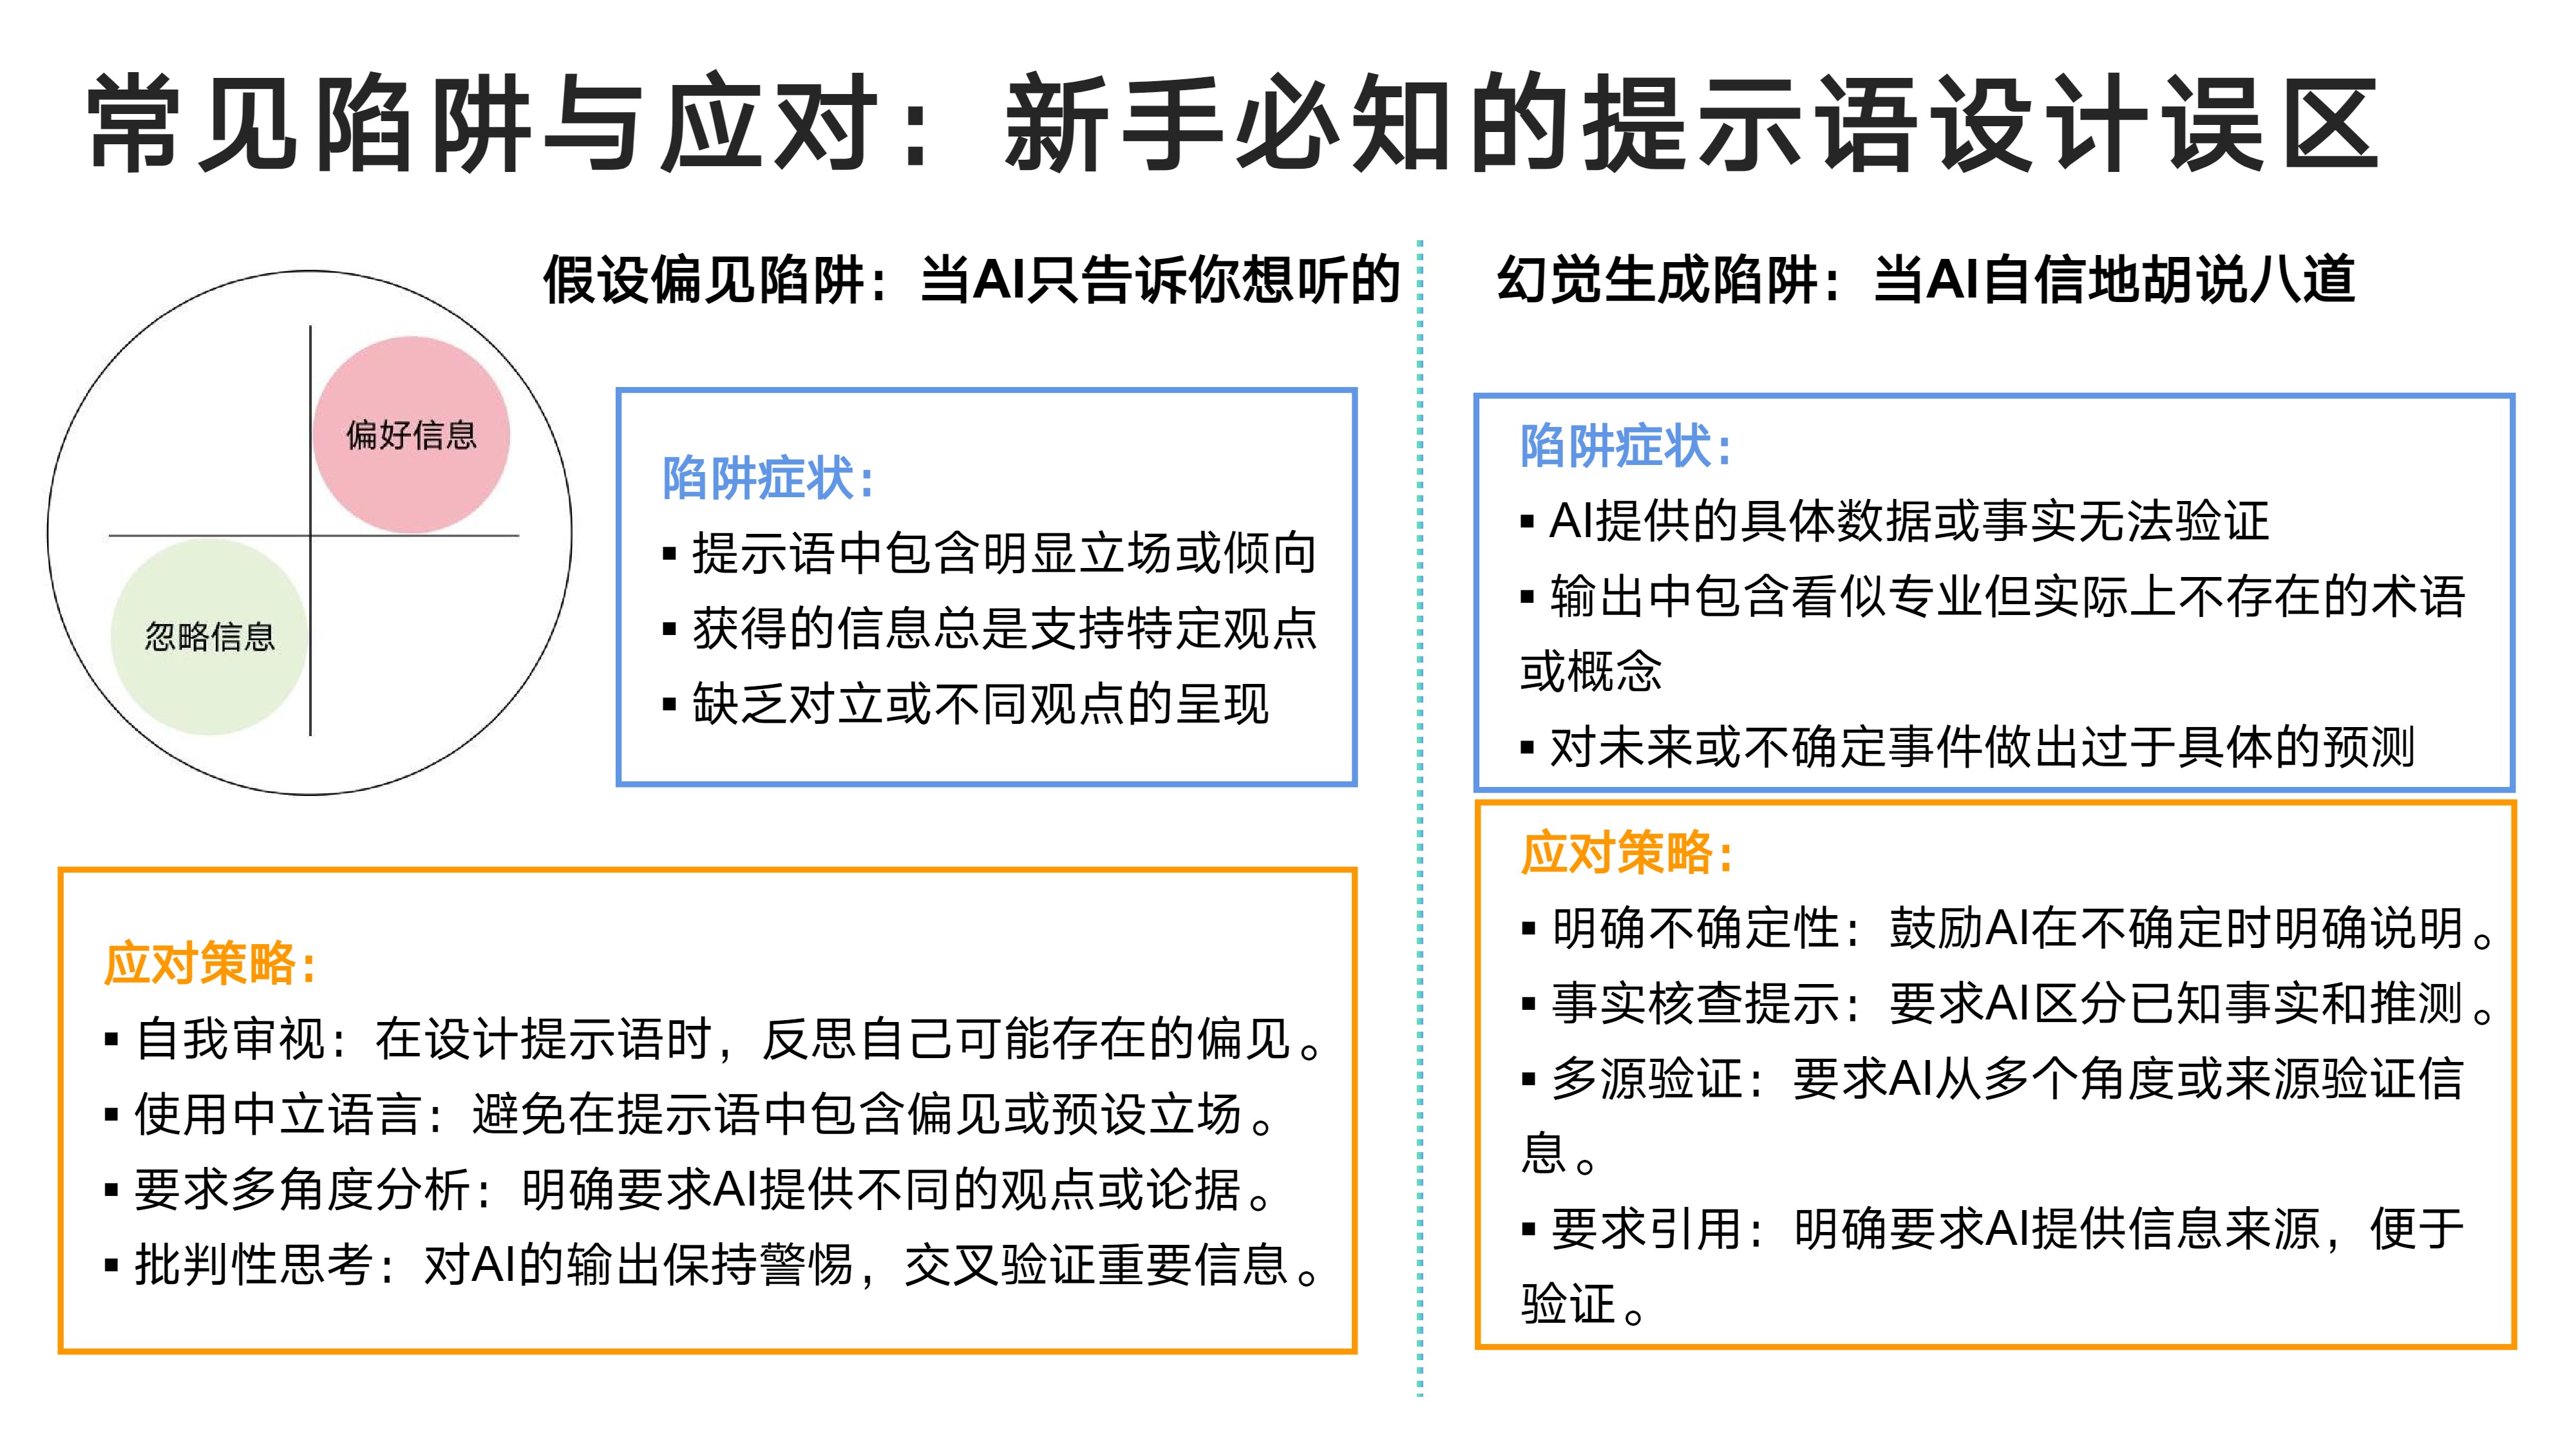 常见陷阱与应对：新手必知的提示语设计误区
假设偏见陷阱：当AI只告诉你想听的
偏好信息
忽略信息
陷阱症状：
▪ 提示语中包含明显立场或倾向
▪ 获得的信息总是支持特定观点
▪ 缺乏对立或不同观点的呈现
应对策略：
▪ 自我审视：在设计提示语时，反思自己可能存在的偏见。
▪ 使用中立语言：避免在提示语中包含偏见或预设立场。
▪ 要求多角度分析：明确要求AI提供不同的观点或论据。
▪ 批判性思考：对AI的输出保持警惕，交叉验证重要信息。
幻觉生成陷阱：当AI自信地胡说八道
陷阱症状：
▪ AI提供的具体数据或事实无法验证
▪ 输出中包含看似专业但实际上不存在的术语
或概念
▪ 对未来或不确定事件做出过于具体的预测
应对策略：
▪ 明确不确定性：鼓励AI在不确定时明确说明。
▪ 事实核查提示：要求AI区分已知事实和推测。
▪ 多源验证：要求AI从多个角度或来源验证信
息。
▪ 要求引用：明确要求AI提供信息来源，便于
验证。